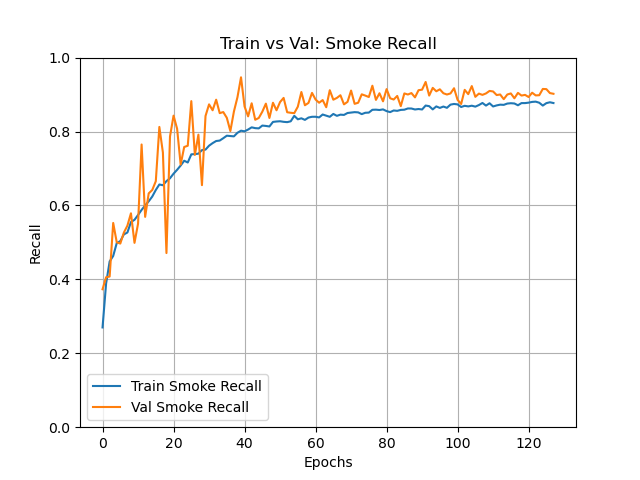 Train vs Val: Smoke Recall
1.0
0.8
0.6
0.4
0.2
0.0
Recall
Train Smoke Recall
Val Smoke Recall
0 20 40 60 80 100 120
Epochs